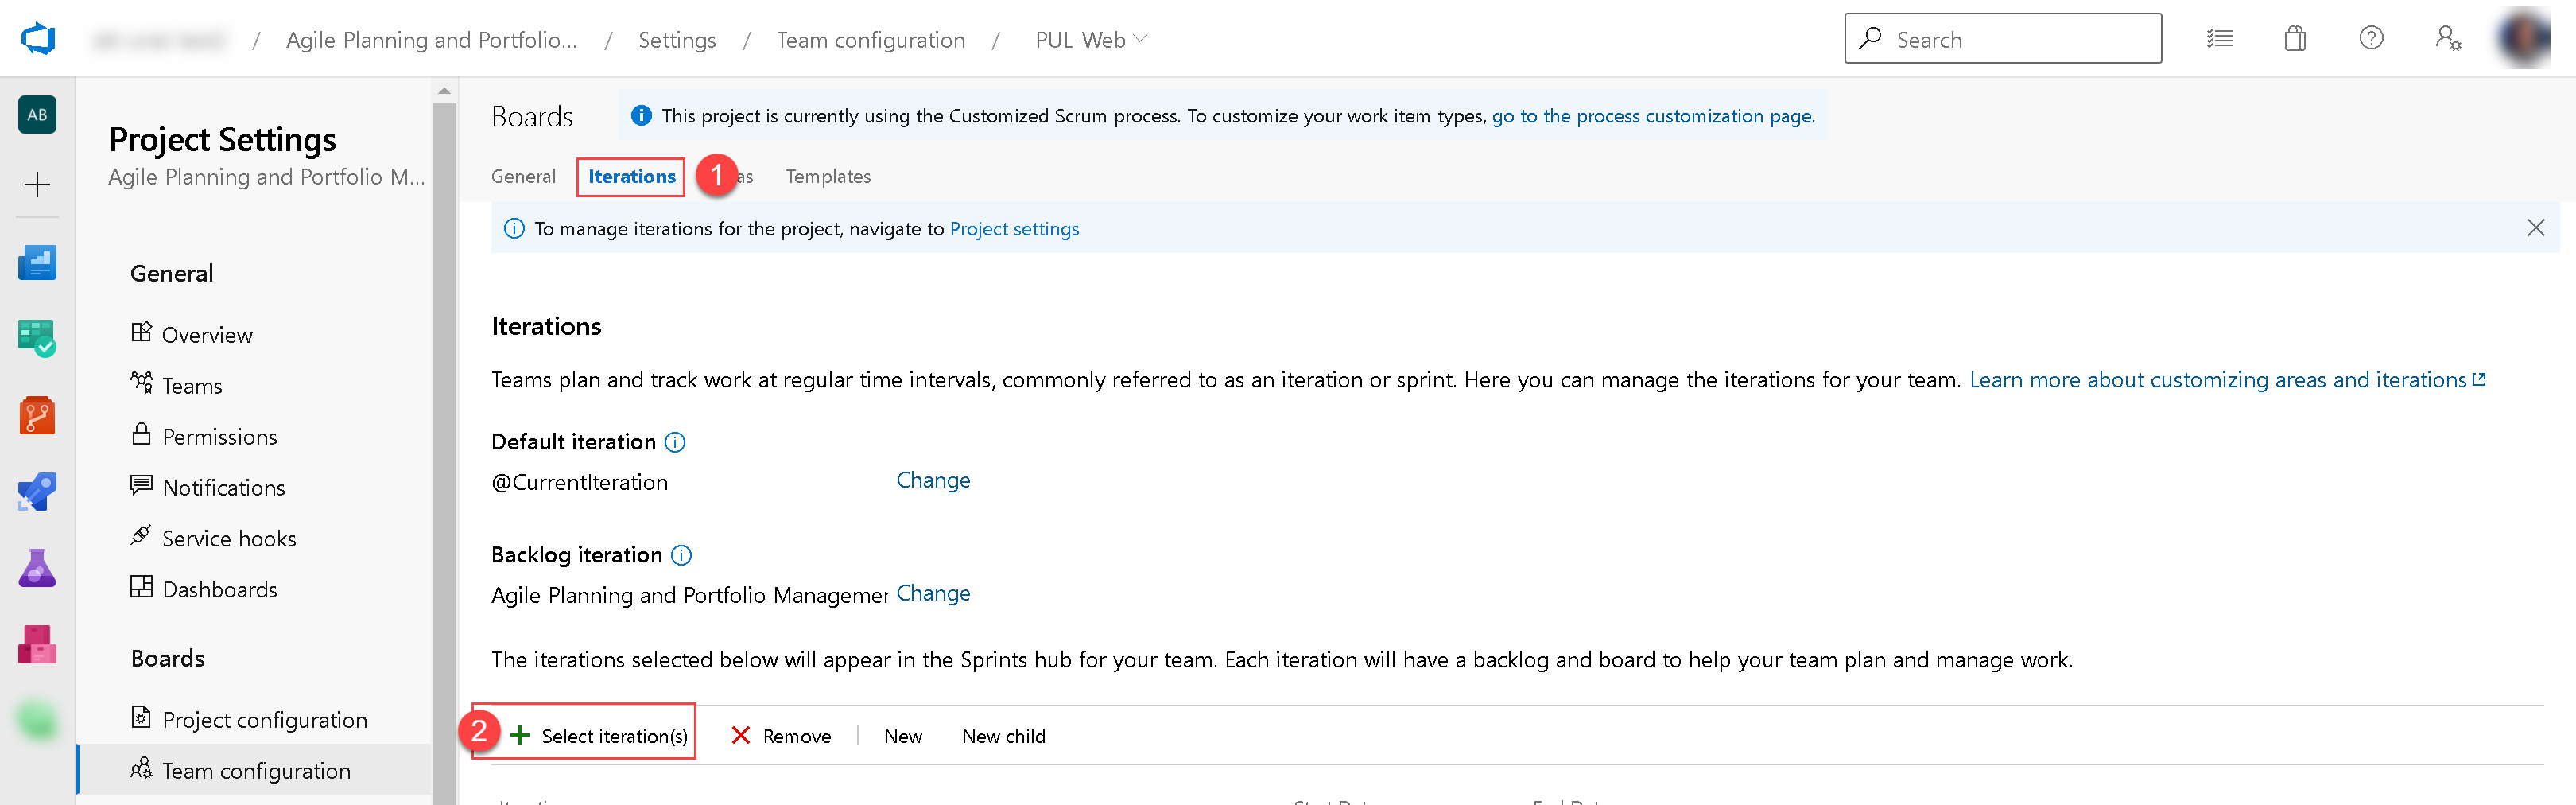 / Agile Planning and Portfolio... / Settings / Team configuration / PUL-Web
Search
AB
Project Settings
Agile Planning and Portfolio M...
General
Overview
Teams
Permissions
Notifications
Service hooks
Dashboards
Boards
Project configuration
Team configuration
Boards
This project is currently using the Customized Scrum process. To customize your work item types, go to the process customization page.
General Iterations 1 as Templates
To manage iterations for the project, navigate to Project settings
Iterations
Teams plan and track work at regular time intervals, commonly referred to as an iteration or sprint. Here you can manage the iterations for your team. Learn more about customizing areas and iterations
Default iteration
@CurrentIteration Change
Backlog iteration
Agile Planning and Portfolio Managemer Change
The iterations selected below will appear in the Sprints hub for your team. Each iteration will have a backlog and board to help your team plan and manage work.
2 + Select iteration(s) Remove New New child